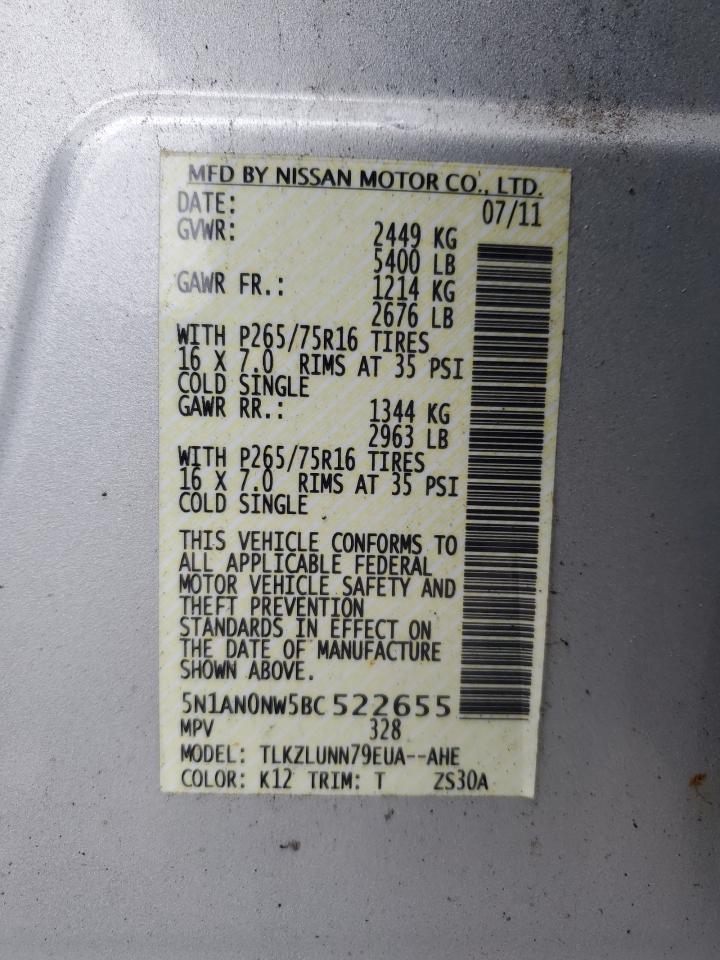 MFD BY NISSAN MOTOR CO., LTD.
DATE: 07/11
GVWR: 2449 KG
5400 LB
GAWR FR.: 1214 KG
2676 LB
WITH P265/75R16 TIRES
16 X 7.0 RIMS AT 35 PSI
COLD SINGLE
GAWR RR.: 1344 KG
2963 LB
WITH P265/75R16 TIRES
16 X 7.0 RIMS AT 35 PSI
COLD SINGLE
THIS VEHICLE CONFORMS TO
ALL APPLICABLE FEDERAL
MOTOR VEHICLE SAFETY AND
THEFT PREVENTION
STANDARDS IN EFFECT ON
THE DATE OF MANUFACTURE
SHOWN ABOVE.
5N1AN0NW5BC 522655
MPV 328
MODEL: TLKZLUNN79EUA--AHE
COLOR: K12 TRIM: T ZS30A